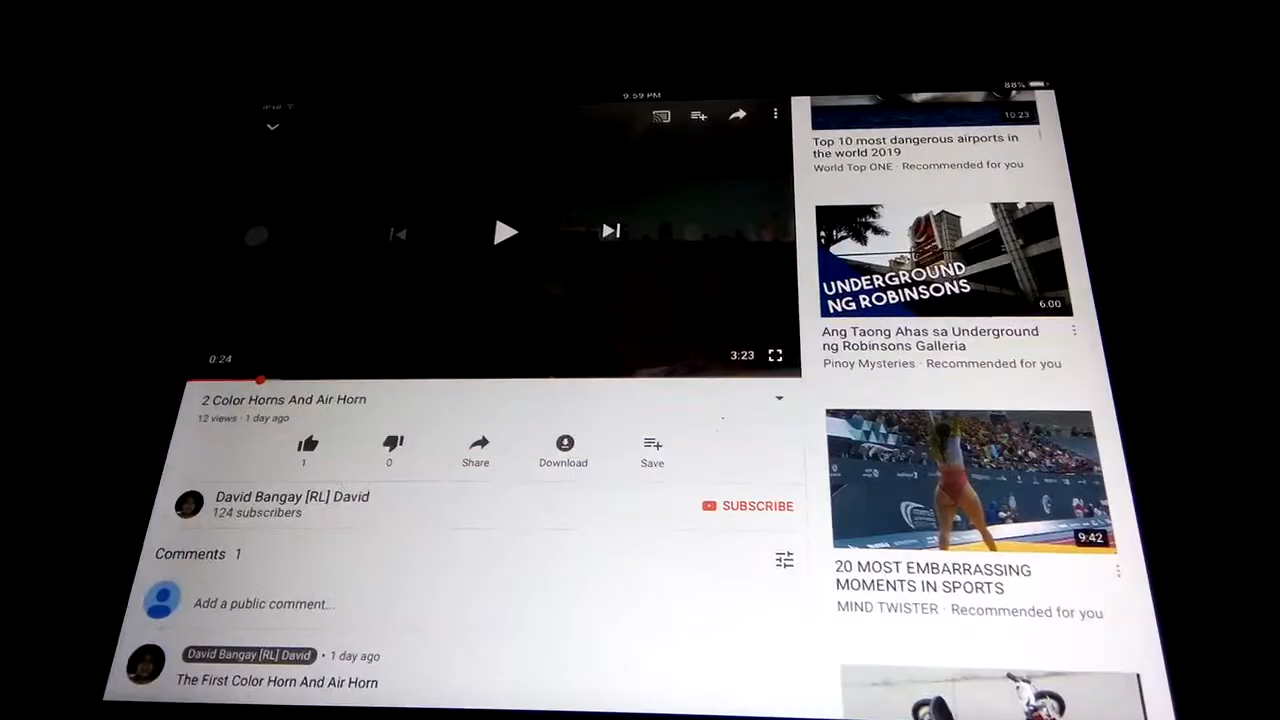 9:59 PM
88%
0:24
3:23
2 Color Horns And Air Horn
12 views · 1 day ago
1
0
Share
Download
Save
David Bangay [RL] David
124 subscribers
SUBSCRIBE
Comments 1
Add a public comment...
David Bangay [RL] David • 1 day ago
The First Color Horn And Air Horn
10:23
Top 10 most dangerous airports in
the world 2019
World Top ONE · Recommended for you
UNDERGROUND
NG ROBINSONS
6:00
Ang Taong Ahas sa Underground
ng Robinsons Galleria
Pinoy Mysteries · Recommended for you
9:42
20 MOST EMBARRASSING
MOMENTS IN SPORTS
MIND TWISTER · Recommended for you